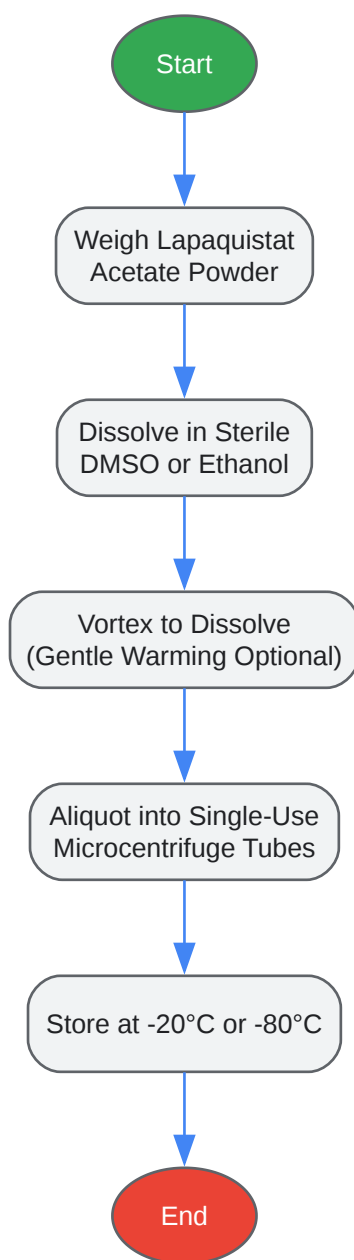 Start
Weigh Lapaquistat
Acetate Powder
Dissolve in Sterile
DMSO or Ethanol
Vortex to Dissolve
(Gentle Warming Optional)
Aliquot into Single-Use
Microcentrifuge Tubes
Store at -20°C or -80°C
End